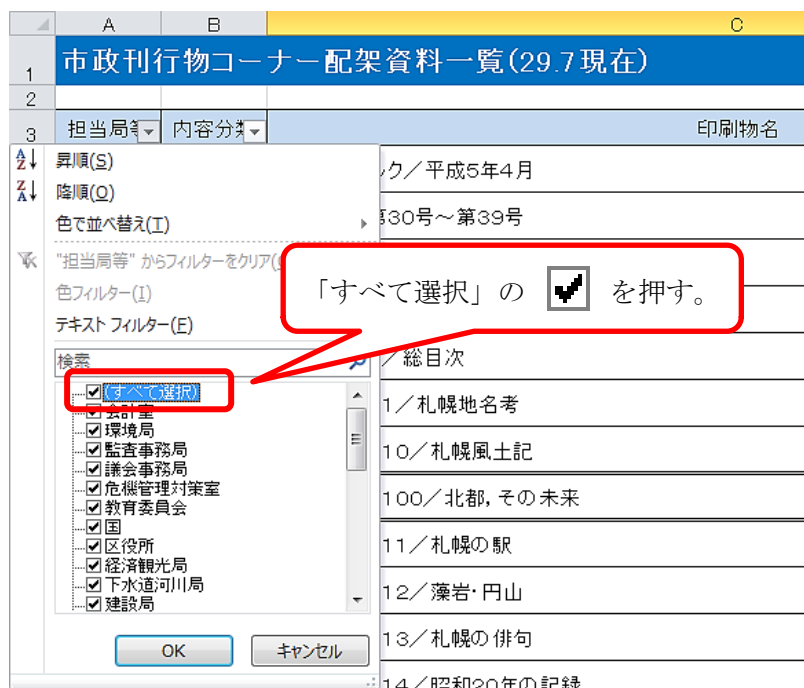 A B C
1 市政刊行物コーナー配架資料一覧(29.7現在)
2
3 担当局等 内容分类 印刷物名
昇順(S)
降順(O)
色で並べ替え(T)
"担当局等" からフィルターをクリア(
色フィルター(I)
テキスト フィルター(E)
検索
(すべて選択)
会計室
環境局
監査事務局
議会事務局
危機管理対策室
教育委員会
国
区役所
経済観光局
下水道河川局
建設局
OK キャンセル
「すべて選択」の を押す。
ク／平成5年4月
30号～第39号
／総目次
1／札幌地名考
10／札幌風土記
100／北都，その未来
11／札幌の駅
12／藻岩・円山
13／札幌の俳句
14／昭和20年の記録